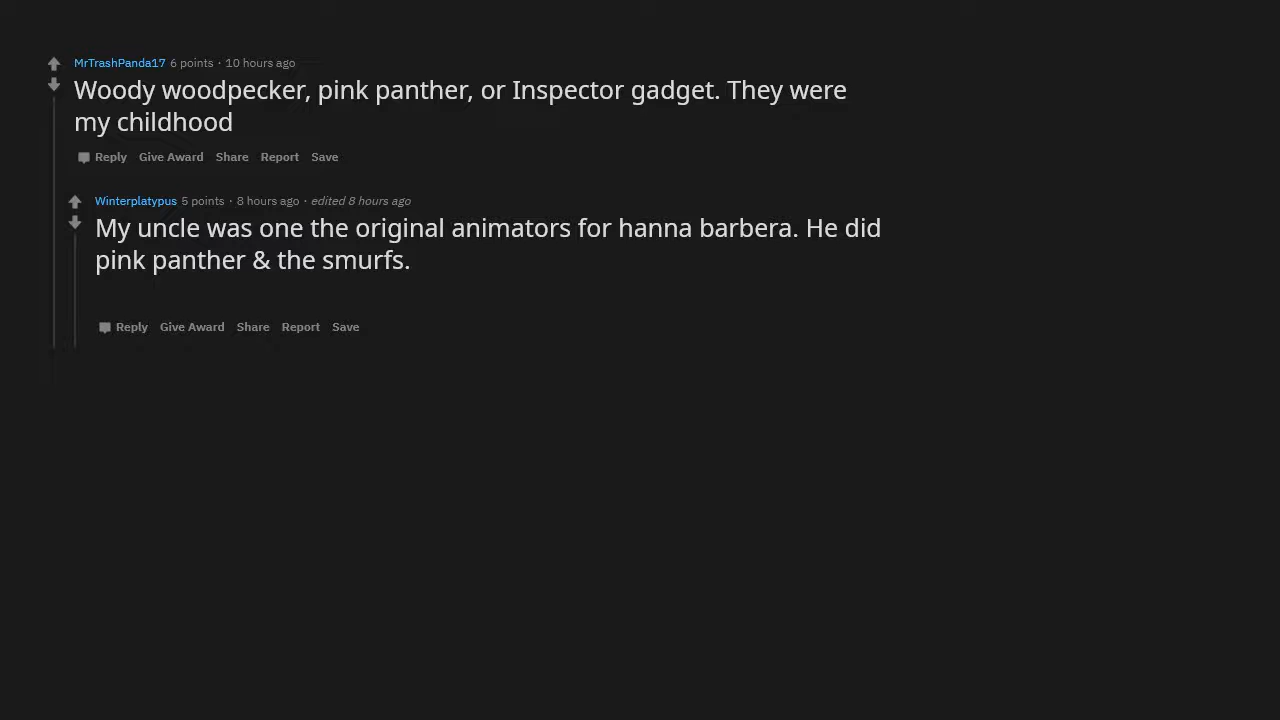 MrTrashPanda17 6 points · 10 hours ago
Woody woodpecker, pink panther, or Inspector gadget. They were
my childhood
Reply Give Award Share Report Save
Winterplatypus 5 points · 8 hours ago · edited 8 hours ago
My uncle was one the original animators for hanna barbera. He did
pink panther & the smurfs.
Reply Give Award Share Report Save